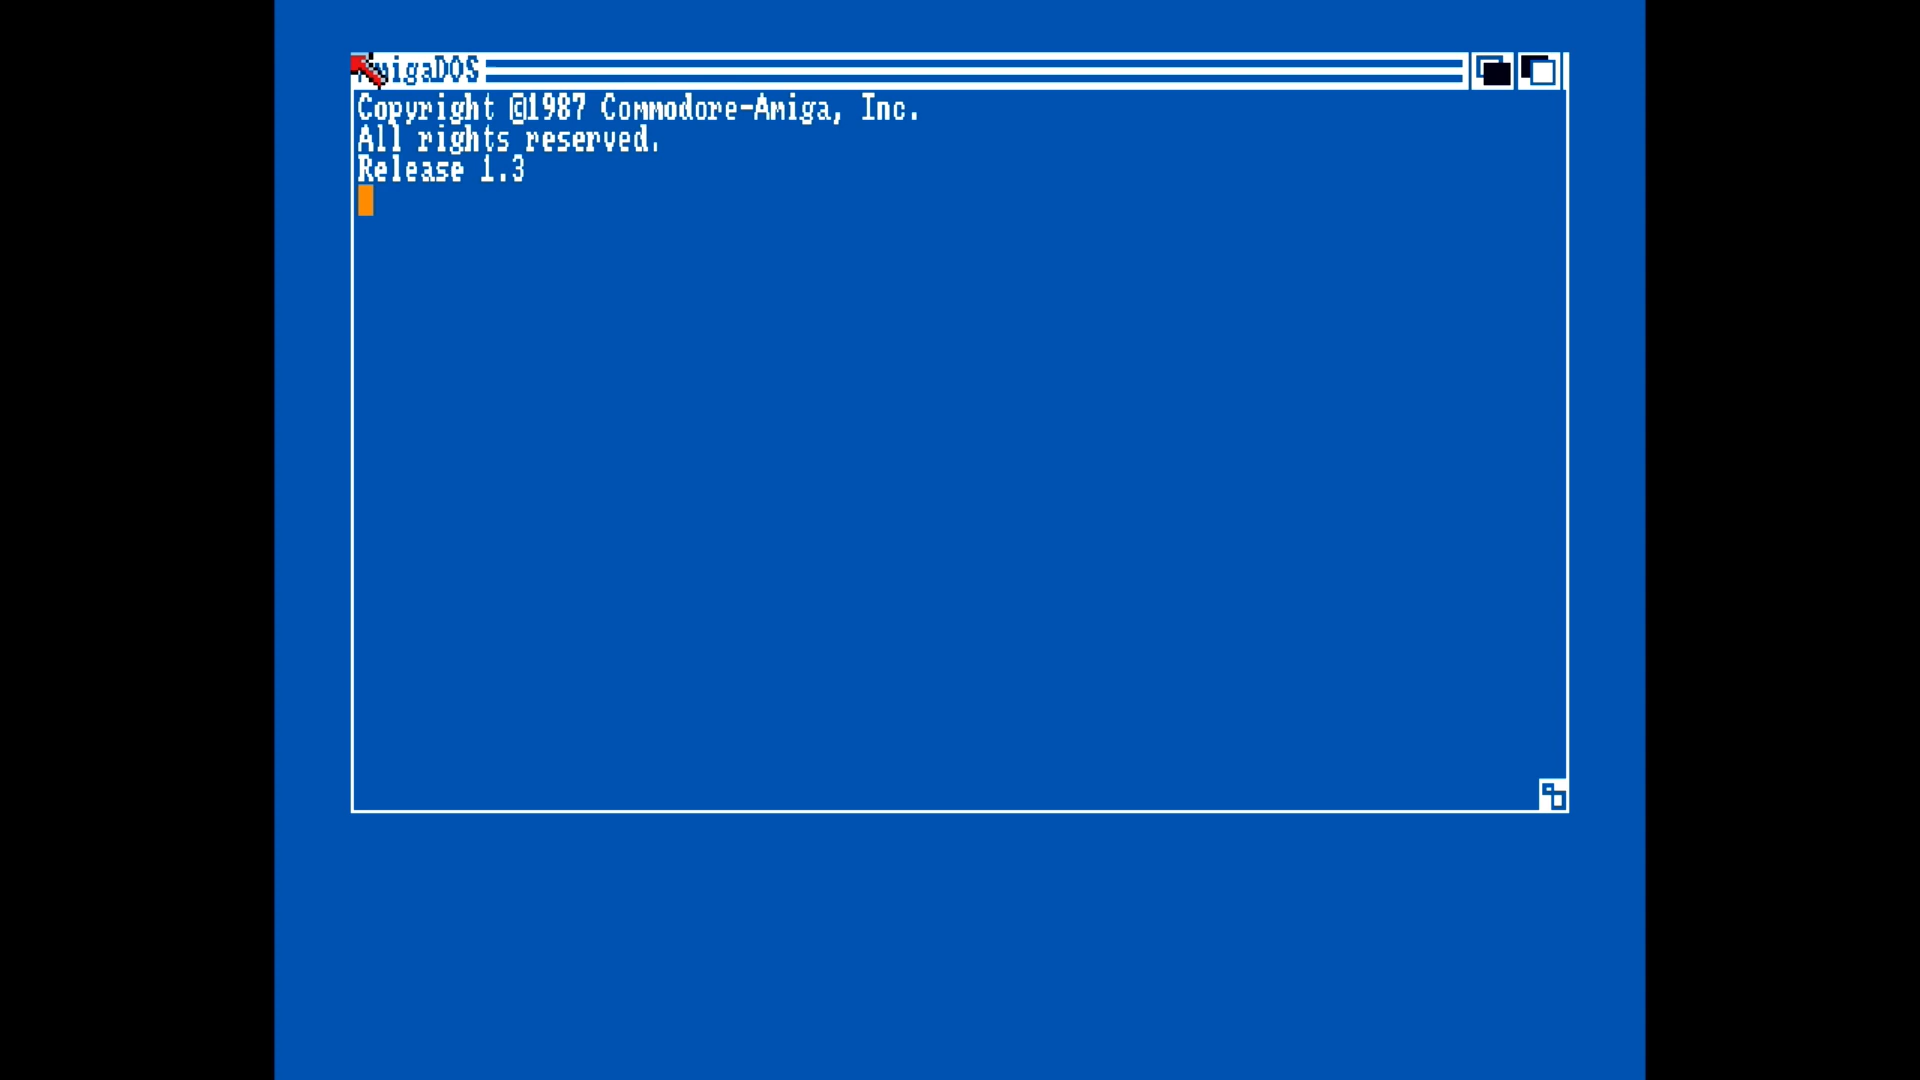 AmigaDOS
Copyright ©1987 Commodore-Amiga, Inc.
All rights reserved.
Release 1.3